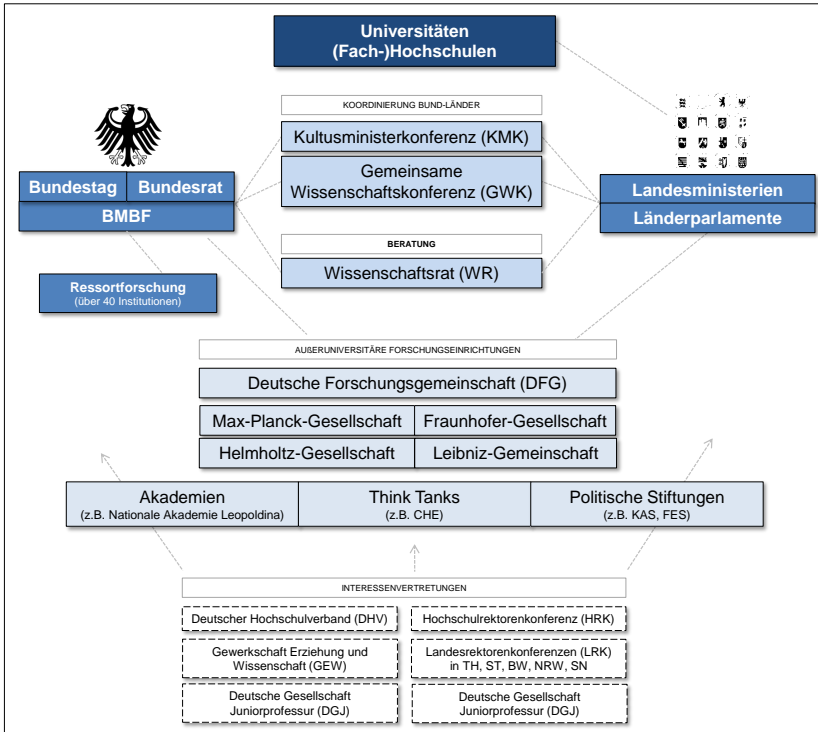 Universitäten
(Fach-)Hochschulen
KOORDINIERUNG BUND-LÄNDER
Kultusministerkonferenz (KMK)
Gemeinsame
Wissenschaftskonferenz (GWK)
Bundestag
Bundesrat
BMBF
Landesministerien
Länderparlamente
BERATUNG
Wissenschaftsrat (WR)
Ressortforschung
(über 40 Institutionen)
AUßERUNIVERSITÄRE FORSCHUNGSEINRICHTUNGEN
Deutsche Forschungsgemeinschaft (DFG)
Max-Planck-Gesellschaft
Fraunhofer-Gesellschaft
Helmholtz-Gesellschaft
Leibniz-Gemeinschaft
Akademien
(z.B. Nationale Akademie Leopoldina)
Think Tanks
(z.B. CHE)
Politische Stiftungen
(z.B. KAS, FES)
INTERESSENVERTRETUNGEN
Deutscher Hochschulverband (DHV)
Hochschulrektorenkonferenz (HRK)
Gewerkschaft Erziehung und
Wissenschaft (GEW)
Landesrektorenkonferenzen (LRK)
in TH, ST, BW, NRW, SN
Deutsche Gesellschaft
Juniorprofessur (DGJ)
Deutsche Gesellschaft
Juniorprofessur (DGJ)